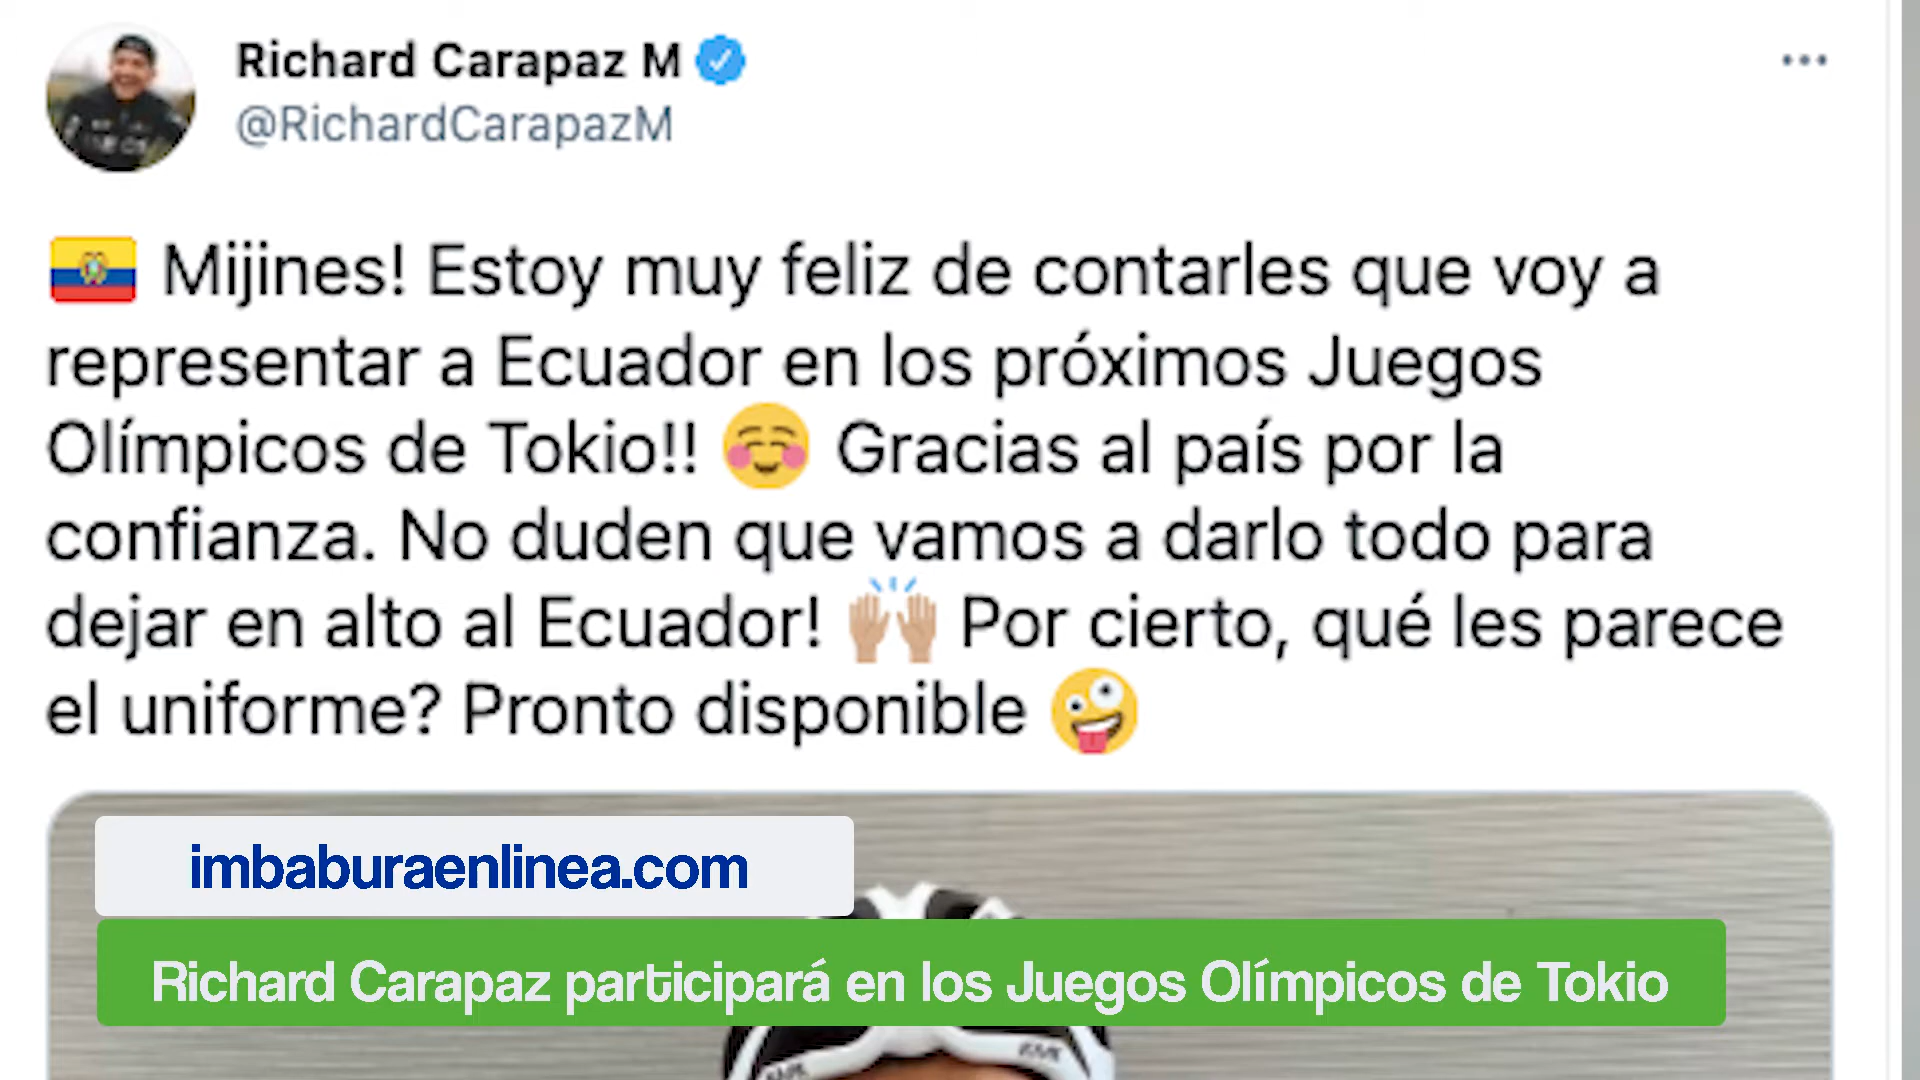 Richard Carapaz M
@RichardCarapazM
Mijines! Estoy muy feliz de contarles que voy a
representar a Ecuador en los próximos Juegos
Olímpicos de Tokio!! ☺️ Gracias al país por la
confianza. No duden que vamos a darlo todo para
dejar en alto al Ecuador! 🙌🏼 Por cierto, qué les parece
el uniforme? Pronto disponible 🤪
imbaburaenlinea.com
Richard Carapaz participará en los Juegos Olímpicos de Tokio